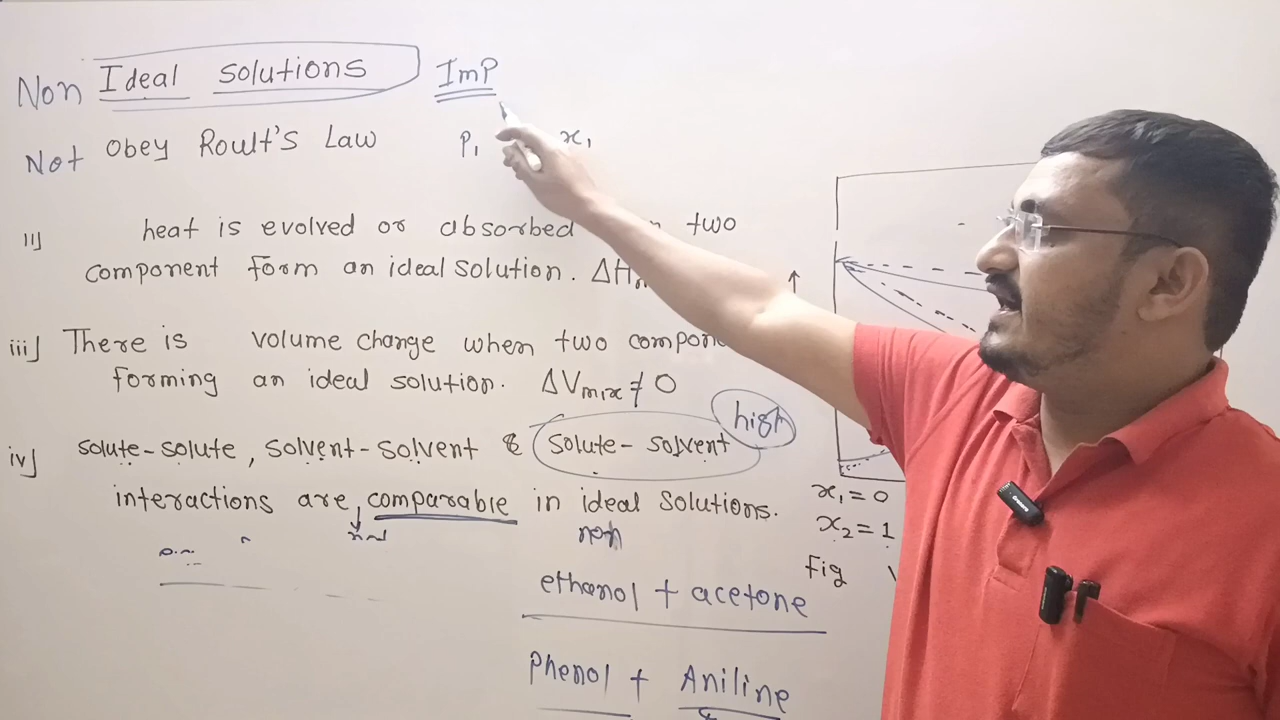 Non Ideal solutions ImP
Not obey Roult's Law P₁ x₁
ii] heat is evolved or absorbed two
component form an ideal solution. ΔH
iii] There is volume change when two
forming an ideal solution. ΔVmix ≠ 0
high
iv] solute-solute, solvent-solvent & solute-solvent
interactions are comparable in ideal solutions.
non
ethanol + acetone
Phenol + Aniline
x₁ = 0
x₂ = 1
Fig